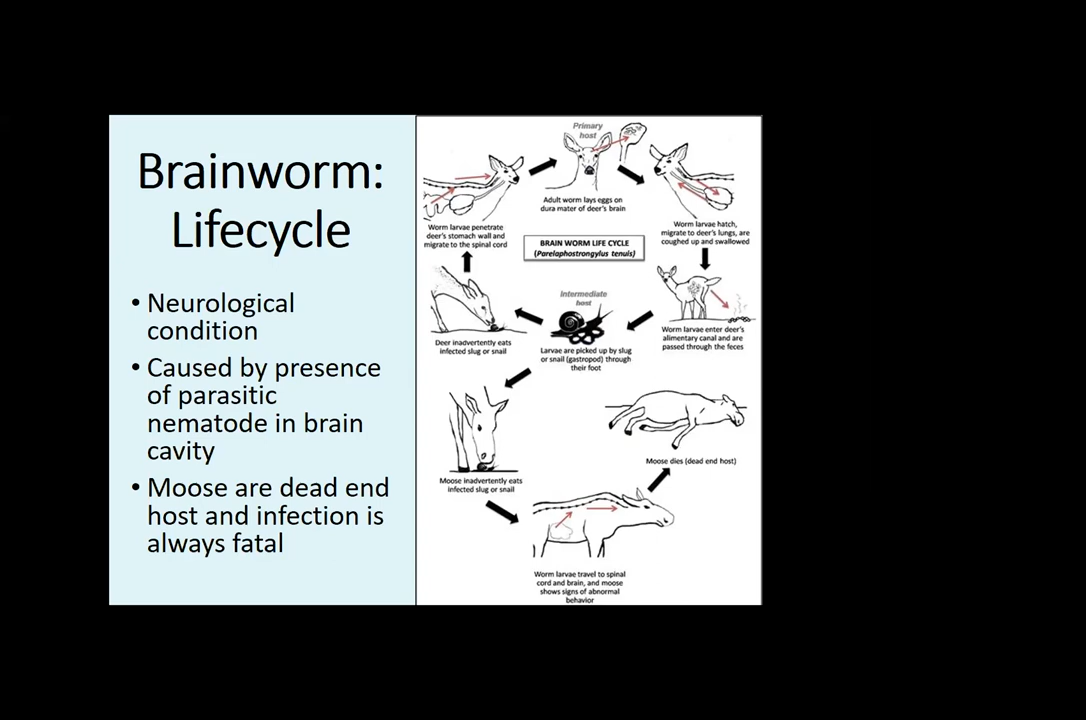 Brainworm:
Lifecycle
• Neurological
condition
• Caused by presence
of parasitic
nematode in brain
cavity
• Moose are dead end
host and infection is
always fatal
Primary
host
Adult worm lays eggs on
dura mater of deer's brain
Worm larvae penetrate
deer's stomach wall and
migrate to the spinal cord
Worm larvae hatch,
migrate to deer's lungs, are
coughed up and swallowed
BRAIN WORM LIFE CYCLE
(Parelaphostrongylus tenuis)
Intermediate
host
Deer inadvertently eats
infected slug or snail
Larvae are picked up by slug
or snail (gastropod) through
their foot
Worm larvae enter deer's
alimentary canal and are
passed through the feces
Moose inadvertently eats
infected slug or snail
Moose dies (dead end host)
Worm larvae travel to spinal
cord and brain, and moose
shows signs of abnormal
behavior